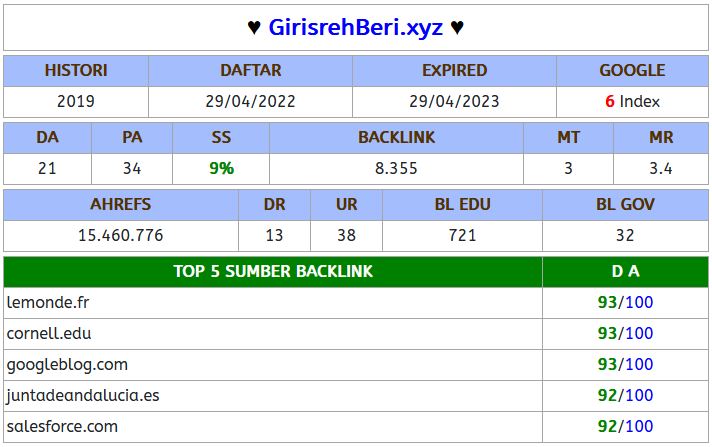 ♥ GirisrehBeri.xyz ♥
HISTORI DAFTAR EXPIRED GOOGLE
2019 29/04/2022 29/04/2023 6 Index
DA PA SS BACKLINK MT MR
21 34 9% 8.355 3 3.4
AHREFS DR UR BL EDU BL GOV
15.460.776 13 38 721 32
TOP 5 SUMBER BACKLINK D A
lemonde.fr 93/100
cornell.edu 93/100
googleblog.com 93/100
juntadeandalucia.es 92/100
salesforce.com 92/100